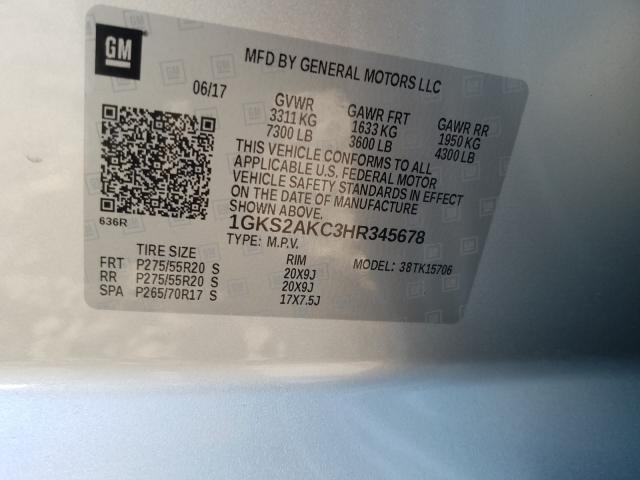 GM
MFD BY GENERAL MOTORS LLC
06/17
GVWR GAWR FRT GAWR RR
3311 KG 1633 KG 1950 KG
7300 LB 3600 LB 4300 LB
THIS VEHICLE CONFORMS TO ALL
APPLICABLE U.S. FEDERAL MOTOR
VEHICLE SAFETY STANDARDS IN EFFECT
ON THE DATE OF MANUFACTURE
SHOWN ABOVE.
636R
1GKS2AKC3HR345678
TYPE: M.P.V. MODEL: 38TK15706
TIRE SIZE RIM
FRT P275/55R20 S 20X9J
RR P275/55R20 S 20X9J
SPA P265/70R17 S 17X7.5J